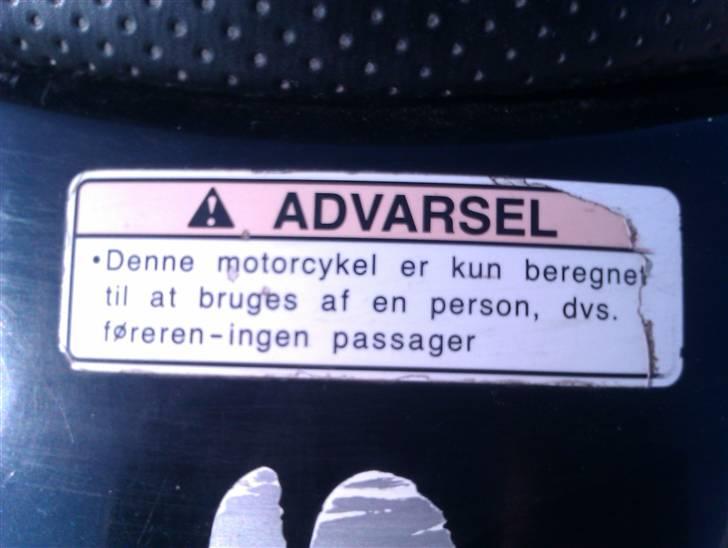 ADVARSEL
•Denne motorcykel er kun beregnet
til at bruges af en person, dvs.
føreren-ingen passager